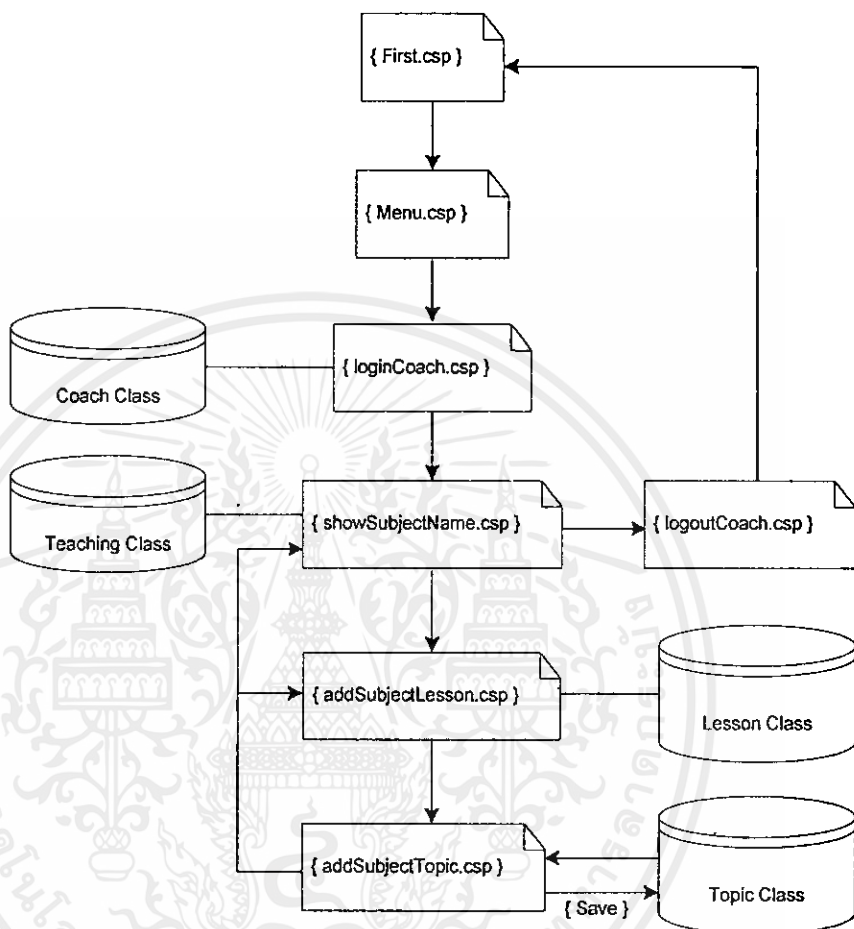 { First.csp }
{ Menu.csp }
{ loginCoach.csp }
Coach Class
{ showSubjectName.csp }
{ logoutCoach.csp }
Teaching Class
{ addSubjectLesson.csp }
Lesson Class
{ addSubjectTopic.csp }
{ Save }
Topic Class